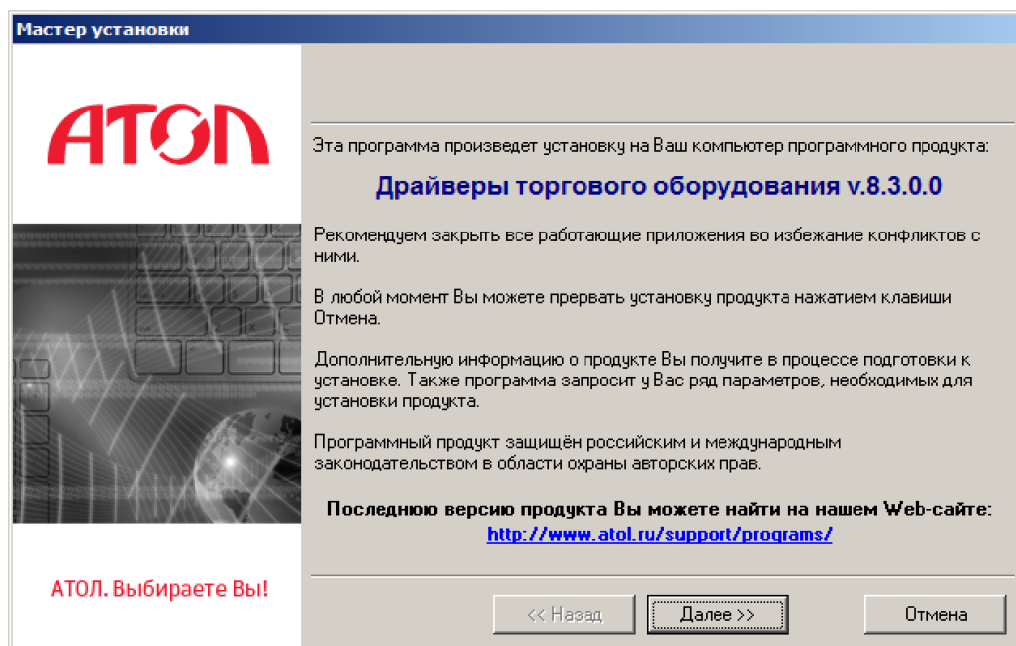 Мастер установки
АТОЛ
Эта программа произведет установку на Ваш компьютер программного продукта:
Драйверы торгового оборудования v.8.3.0.0
Рекомендуем закрыть все работающие приложения во избежание конфликтов с
ними.
В любой момент Вы можете прервать установку продукта нажатием клавиши
Отмена.
Дополнительную информацию о продукте Вы получите в процессе подготовки к
установке. Также программа запросит у Вас ряд параметров, необходимых для
установки продукта.
Программный продукт защищён российским и международным
законодательством в области охраны авторских прав.
Последнюю версию продукта Вы можете найти на нашем Web-сайте:
http://www.atol.ru/support/programs/
АТОЛ. Выбираете Вы!
<< Назад
Далее >>
Отмена